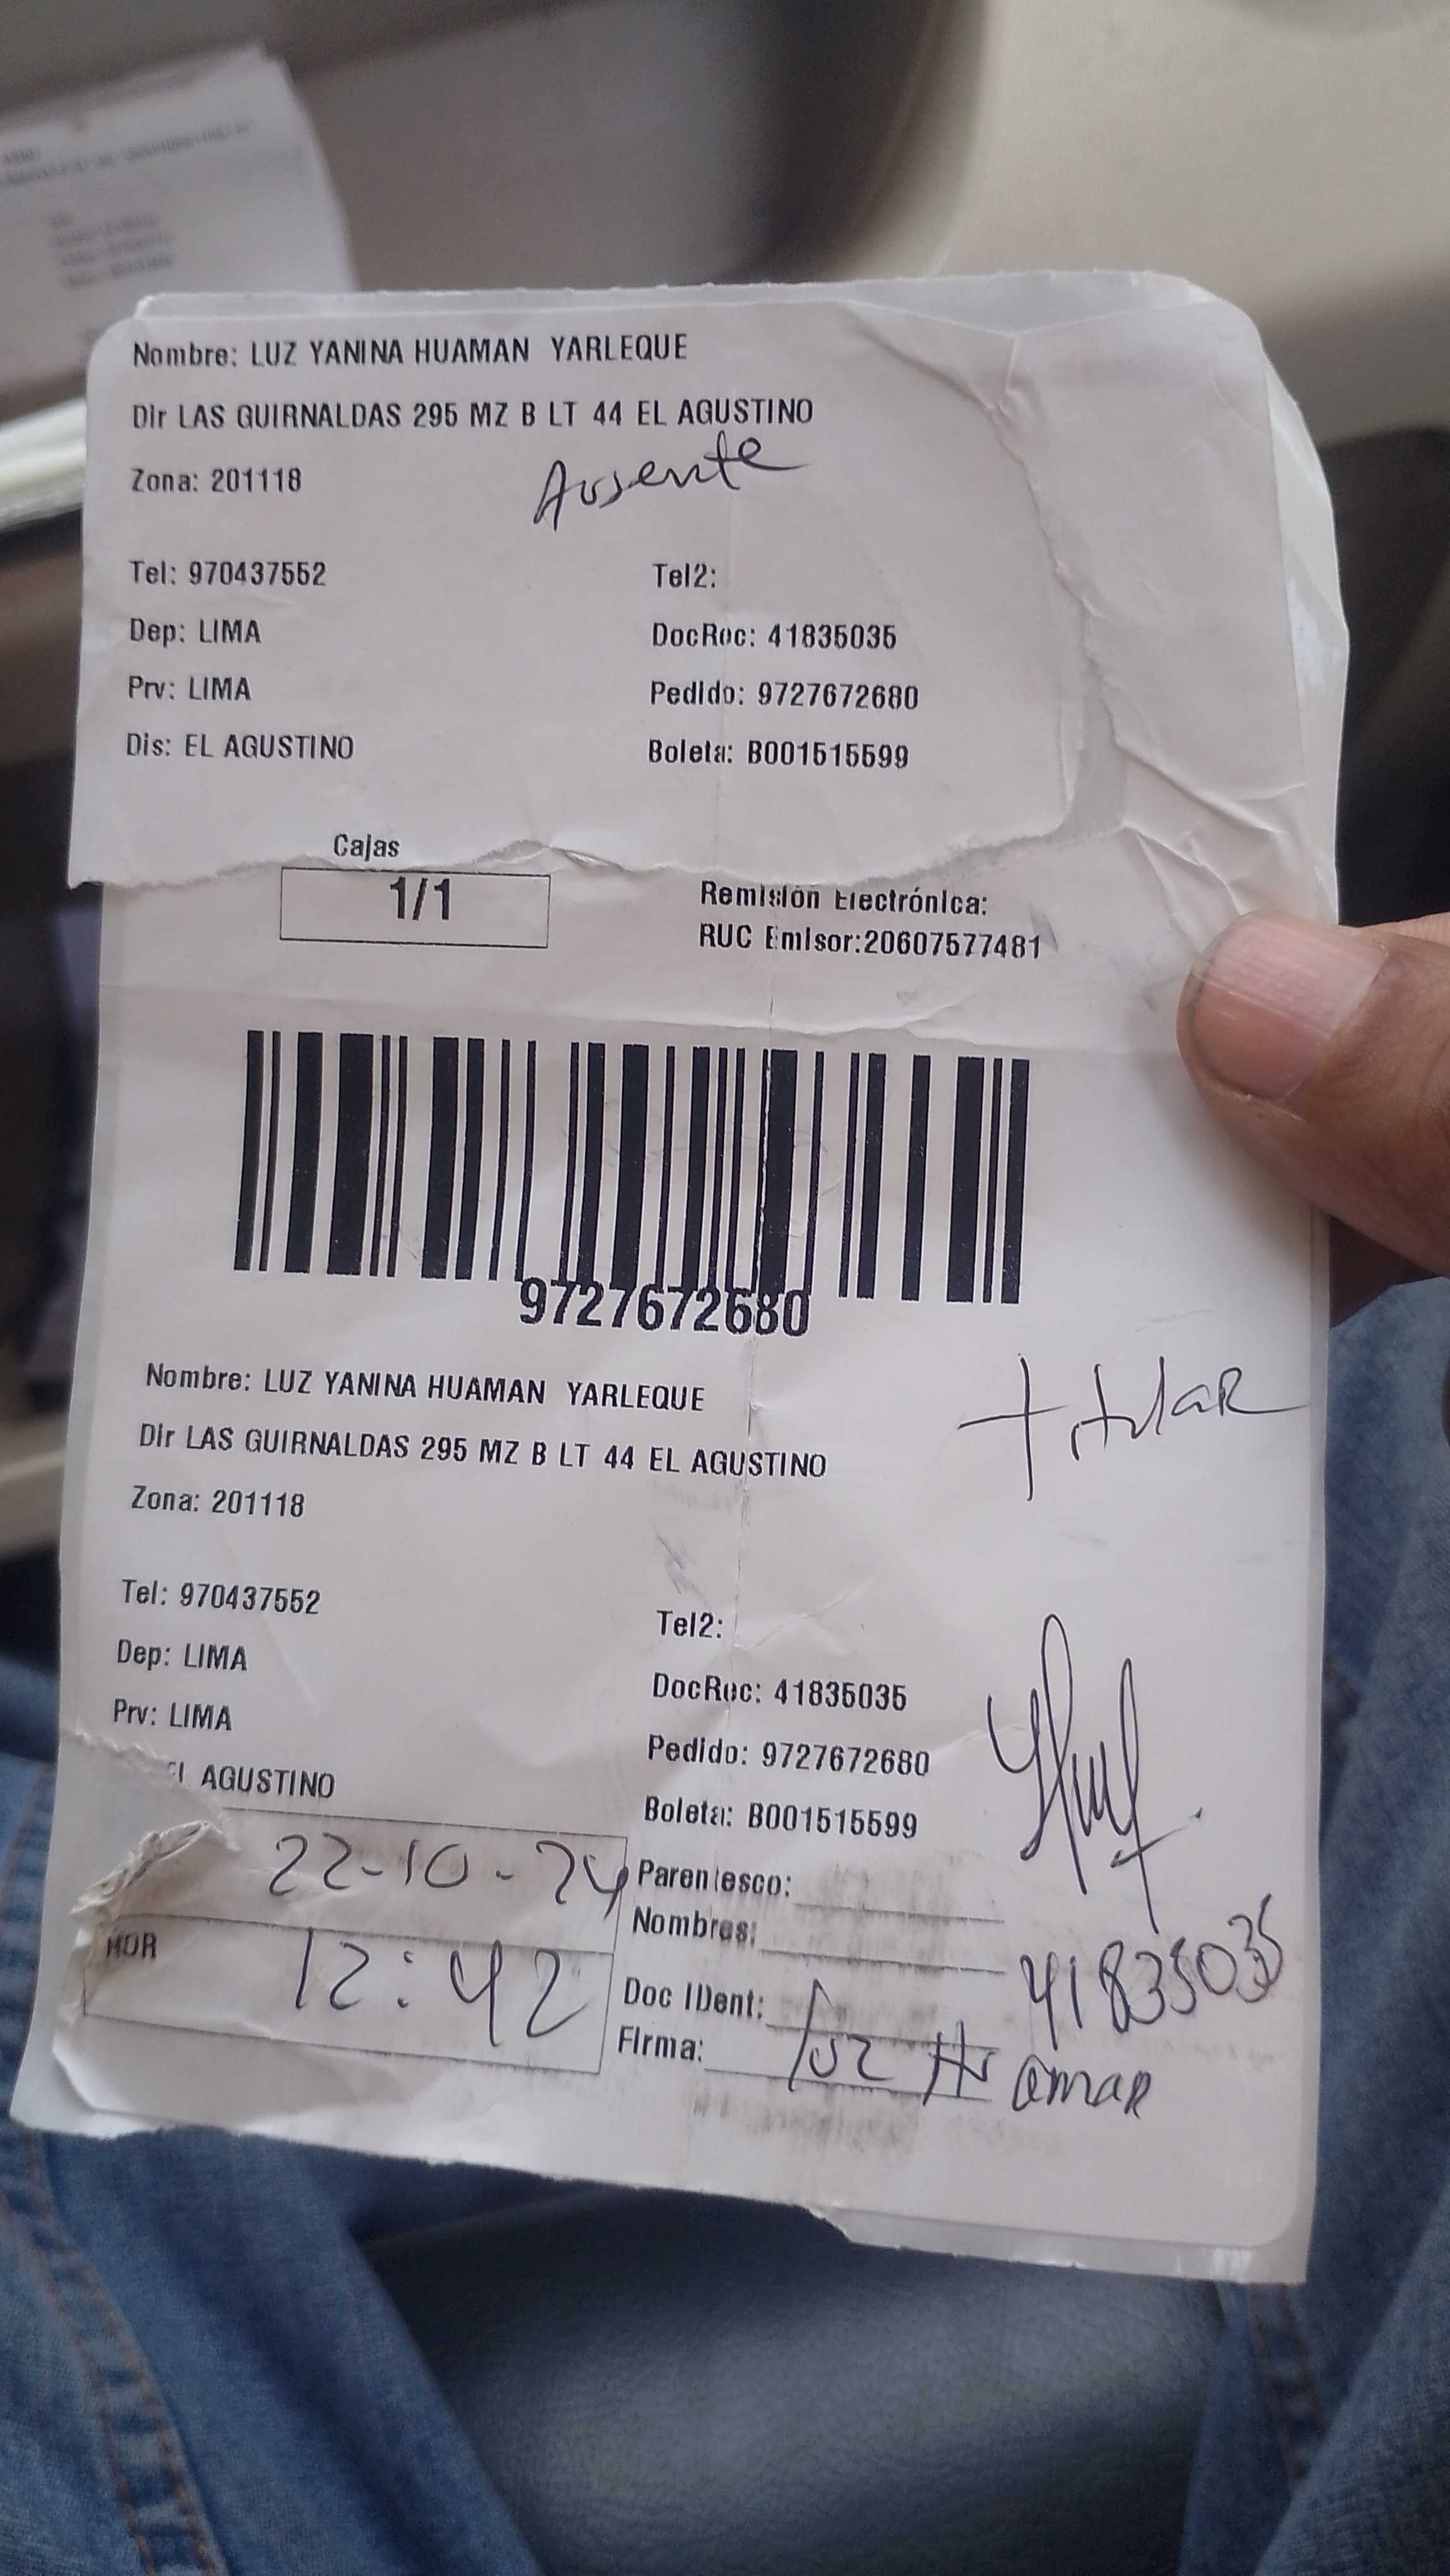 Nombre: LUZ YANINA HUAMAN YARLEQUE
Dir LAS GUIRNALDAS 295 MZ B LT 44 EL AGUSTINO
Zona: 201118
Ausente
Tel: 970437552 Tel2:
Dep: LIMA DocRec: 41835035
Prv: LIMA Pedido: 9727672680
Dis: EL AGUSTINO Boleta: B001515599
Cajas
1/1
Remisión Electrónica:
RUC Emisor:20607577481
9727672680
Nombre: LUZ YANINA HUAMAN YARLEQUE
titular
Dir LAS GUIRNALDAS 295 MZ B LT 44 EL AGUSTINO
Zona: 201118
Tel: 970437552 Tel2:
Dep: LIMA DocRec: 41835035
Prv: LIMA Pedido: 9727672680
EL AGUSTINO Boleta: B001515599
22-10-24 Parentesco:
Nombres:
HOR 12:42
Doc IDent: 41835035
Firma: Luz Huaman